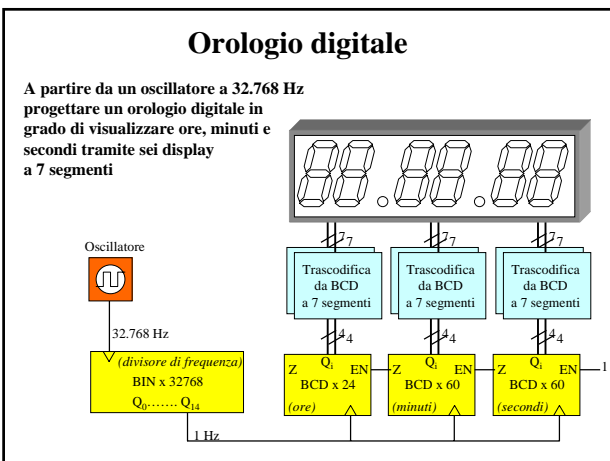 Orologio digitale
A partire da un oscillatore a 32.768 Hz
progettare un orologio digitale in
grado di visualizzare ore, minuti e
secondi tramite sei display
a 7 segmenti
88.88.88
Oscillatore
7
7
7
7
7
7
Trascodifica
da BCD
a 7 segmenti
Trascodifica
da BCD
a 7 segmenti
Trascodifica
da BCD
a 7 segmenti
4
4
4
4
4
4
32.768 Hz
(divisore di frequenza)
BIN x 32768
Q0……. Q14
Z Qi EN
BCD x 24
(ore)
Z Qi EN
BCD x 60
(minuti)
Z Qi EN
BCD x 60
(secondi)
1
1 Hz